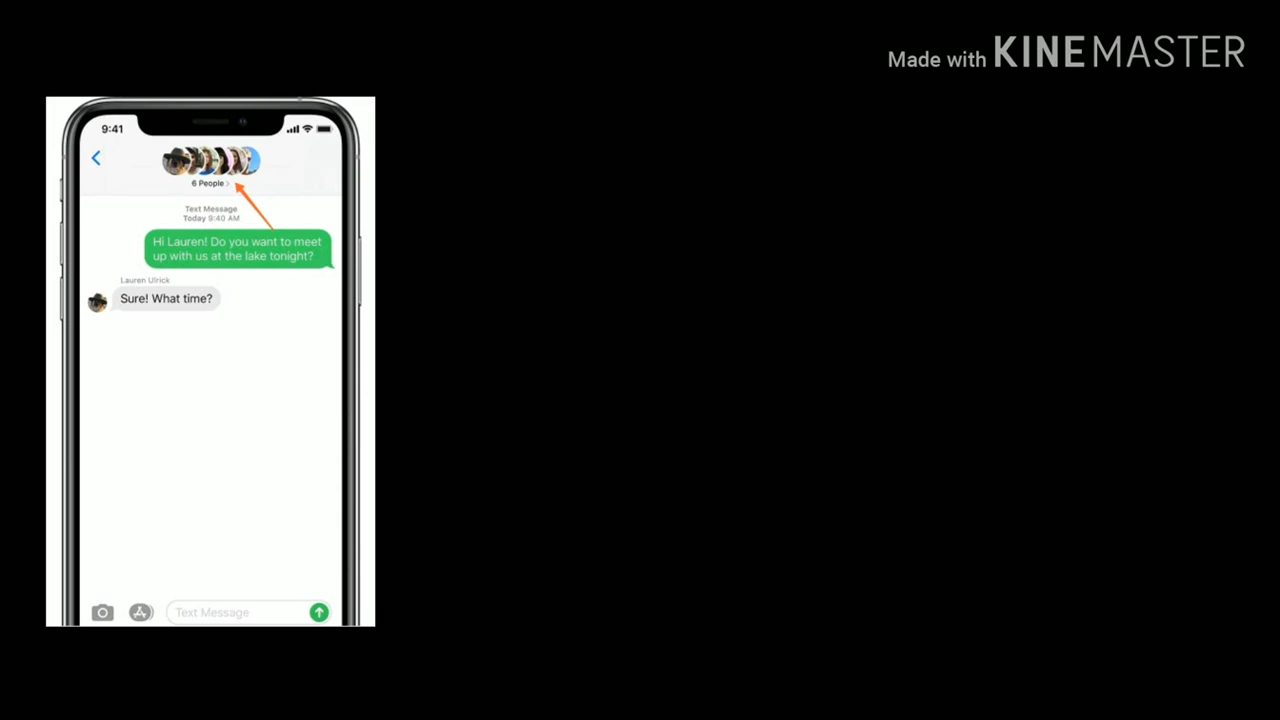 Made with KINEMASTER
9:41
6 People >
Text Message
Today 9:40 AM
Hi Lauren! Do you want to meet
up with us at the lake tonight?
Lauren Ulrick
Sure! What time?
Text Message